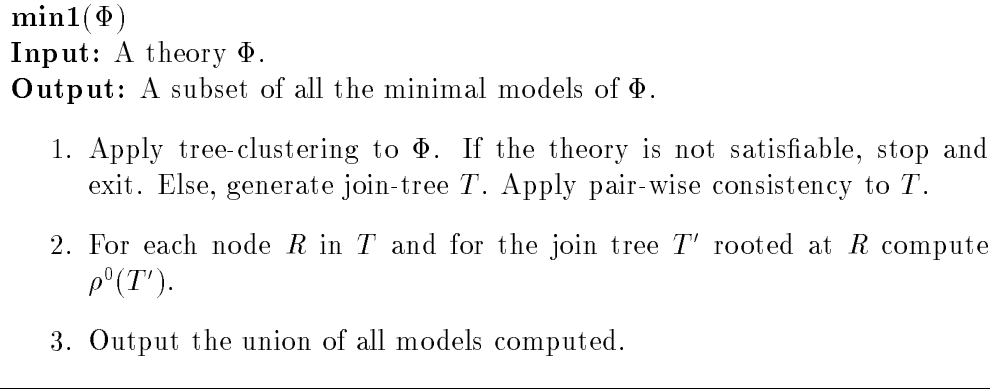 min1(Φ)
Input: A theory Φ.
Output: A subset of all the minimal models of Φ.
1. Apply tree-clustering to Φ. If the theory is not satisfiable, stop and
exit. Else, generate join-tree T. Apply pair-wise consistency to T.
2. For each node R in T and for the join tree T′ rooted at R compute
ρ⁰(T′).
3. Output the union of all models computed.